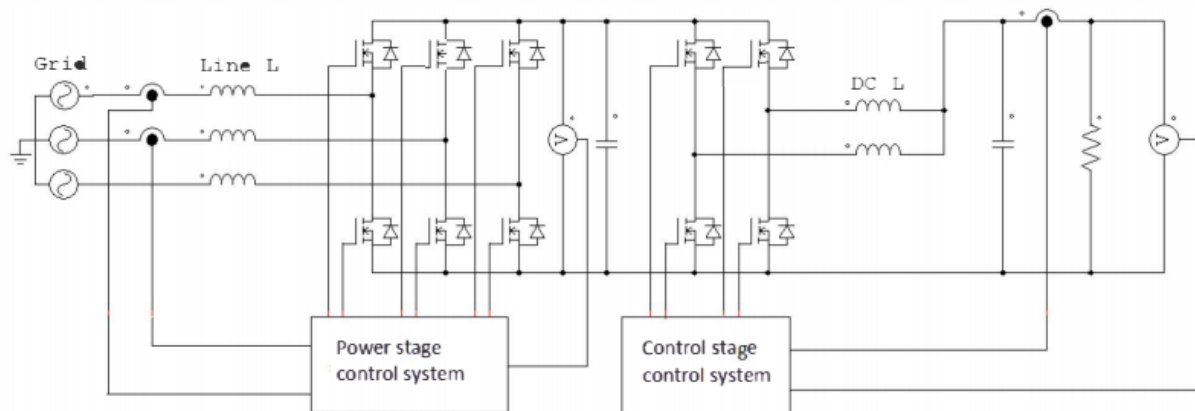 Grid
Line L
DC L
V
V
Power stage
control system
Control stage
control system